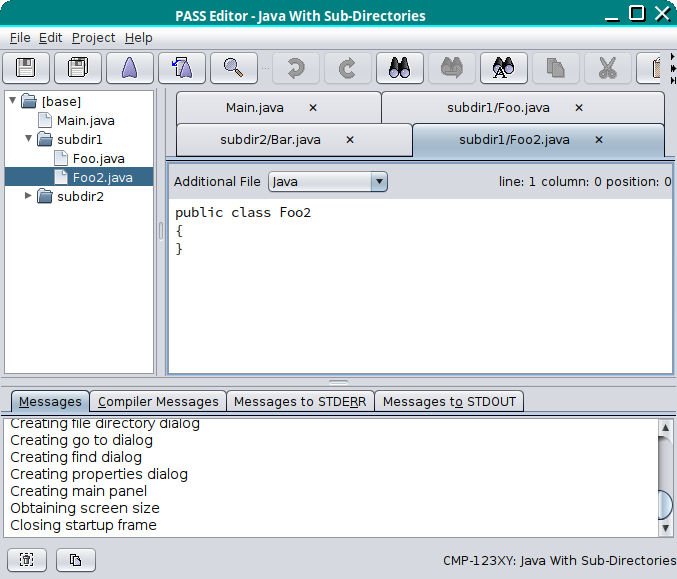 PASS Editor - Java With Sub-Directories
File Edit Project Help
[base]
Main.java
subdir1
Foo.java
Foo2.java
subdir2
Main.java ×
subdir1/Foo.java ×
subdir2/Bar.java ×
subdir1/Foo2.java ×
Additional File Java line: 1 column: 0 position: 0
public class Foo2
{
}
Messages Compiler Messages Messages to STDERR Messages to STDOUT
Creating file directory dialog
Creating go to dialog
Creating find dialog
Creating properties dialog
Creating main panel
Obtaining screen size
Closing startup frame
CMP-123XY: Java With Sub-Directories